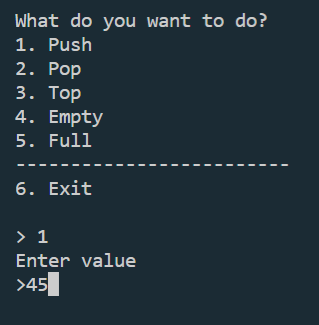 What do you want to do?
1. Push
2. Pop
3. Top
4. Empty
5. Full
-------------------------
6. Exit
> 1
Enter value
>45